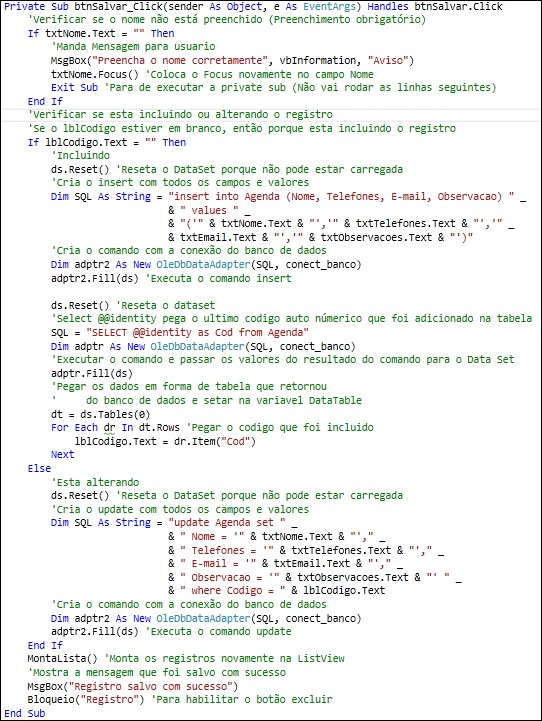 Private Sub btnSalvar_Click(sender As Object, e As EventArgs) Handles btnSalvar.Click
'Verificar se o nome não está preenchido (Preenchimento obrigatório)
If txtNome.Text = "" Then
'Manda Mensagem para usuario
MsgBox("Preencha o nome corretamente", vbInformation, "Aviso")
txtNome.Focus() 'Coloca o Focus novamente no campo Nome
Exit Sub 'Para de executar a private sub (Não vai rodar as linhas seguintes)
End If
'Verificar se esta incluindo ou alterando o registro
'Se o lblCodigo estiver em branco, então porque esta incluindo o registro
If lblCodigo.Text = "" Then
'Incluindo
ds.Reset() 'Reseta o DataSet porque não pode estar carregada
'Cria o insert com todos os campos e valores
Dim SQL As String = "insert into Agenda (Nome, Telefones, E-mail, Observacao) " _
& " values " _
& "('" & txtNome.Text & "','" & txtTelefones.Text & "','" _
& txtEmail.Text & "','" & txtObservacoes.Text & "')"
'Cria o comando com a conexão do banco de dados
Dim adptr2 As New OleDbDataAdapter(SQL, conect_banco)
adptr2.Fill(ds) 'Executa o comando insert
ds.Reset() 'Reseta o dataset
'Select @@identity pega o ultimo codigo auto númerico que foi adicionado na tabela
SQL = "SELECT @@identity as Cod from Agenda"
Dim adptr As New OleDbDataAdapter(SQL, conect_banco)
'Executar o comando e passar os valores do resultado do comando para o Data Set
adptr.Fill(ds)
'Pegar os dados em forma de tabela que retornou
' do banco de dados e setar na variavel DataTable
dt = ds.Tables(0)
For Each dr In dt.Rows 'Pegar o codigo que foi incluido
lblCodigo.Text = dr.Item("Cod")
Next
Else
'Esta alterando
ds.Reset() 'Reseta o DataSet porque não pode estar carregada
'Cria o update com todos os campos e valores
Dim SQL As String = "update Agenda set " _
& " Nome = '" & txtNome.Text & "'," _
& " Telefones = '" & txtTelefones.Text & "'," _
& " E-mail = '" & txtEmail.Text & "'," _
& " Observacao = '" & txtObservacoes.Text & "' " _
& " where Codigo = " & lblCodigo.Text
'Cria o comando com a conexão do banco de dados
Dim adptr2 As New OleDbDataAdapter(SQL, conect_banco)
adptr2.Fill(ds) 'Executa o comando update
End If
MontaLista() 'Monta os registros novamente na ListView
'Mostra a mensagem que foi salvo com sucesso
MsgBox("Registro salvo com sucesso")
Bloqueio("Registro") 'Para habilitar o botão excluir
End Sub